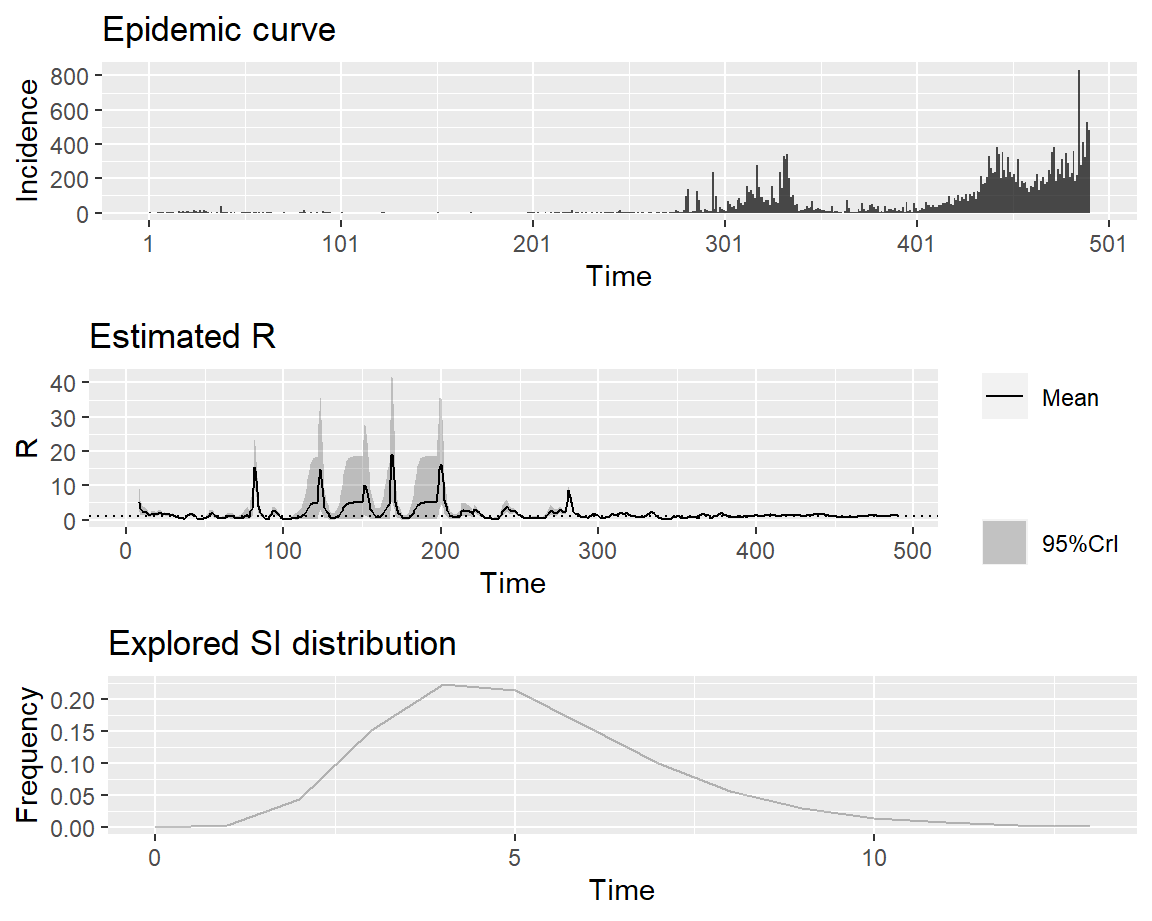 Epidemic curve
800
600
400
200
0
Incidence
1 101 201 301 401 501
Time
Estimated R
40
30
20
10
0
R
0 100 200 300 400 500
Time
Mean
95%CrI
Explored SI distribution
0.20
0.15
0.10
0.05
0.00
Frequency
0 5 10
Time